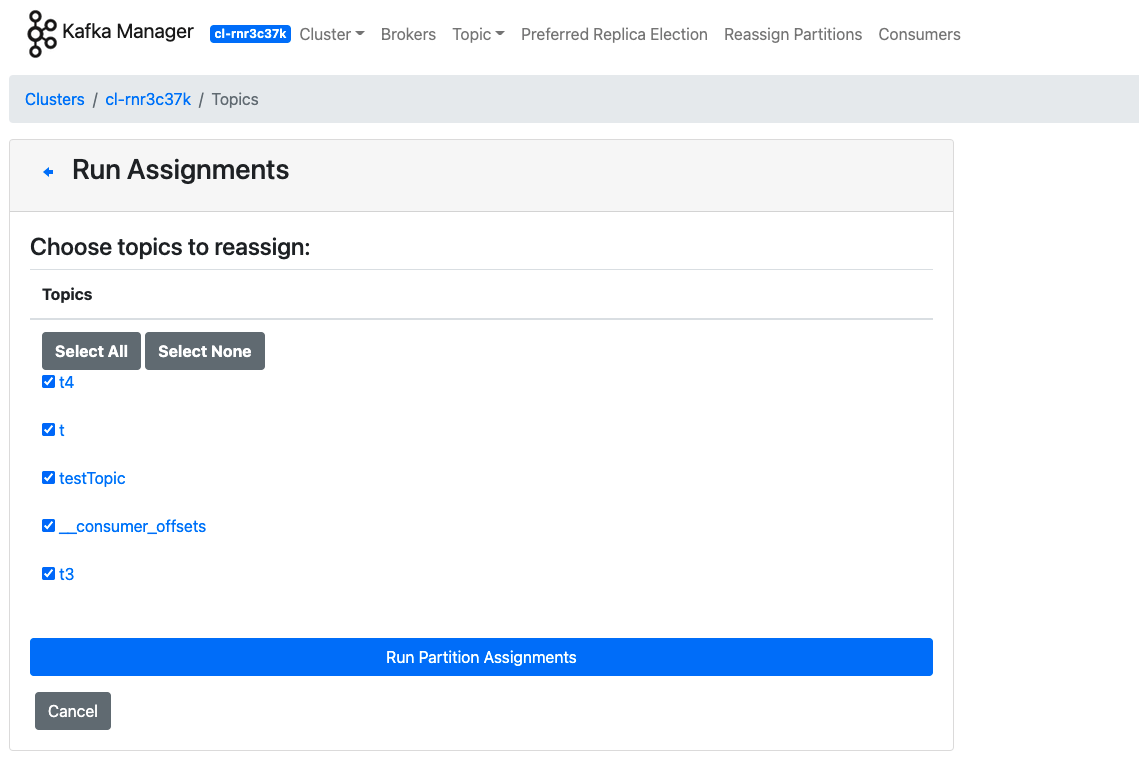 Kafka Manager cl-rnr3c37k Cluster Brokers Topic Preferred Replica Election Reassign Partitions Consumers
Clusters / cl-rnr3c37k / Topics
Run Assignments
Choose topics to reassign:
Topics
Select All Select None
t4
t
testTopic
__consumer_offsets
t3
Run Partition Assignments
Cancel